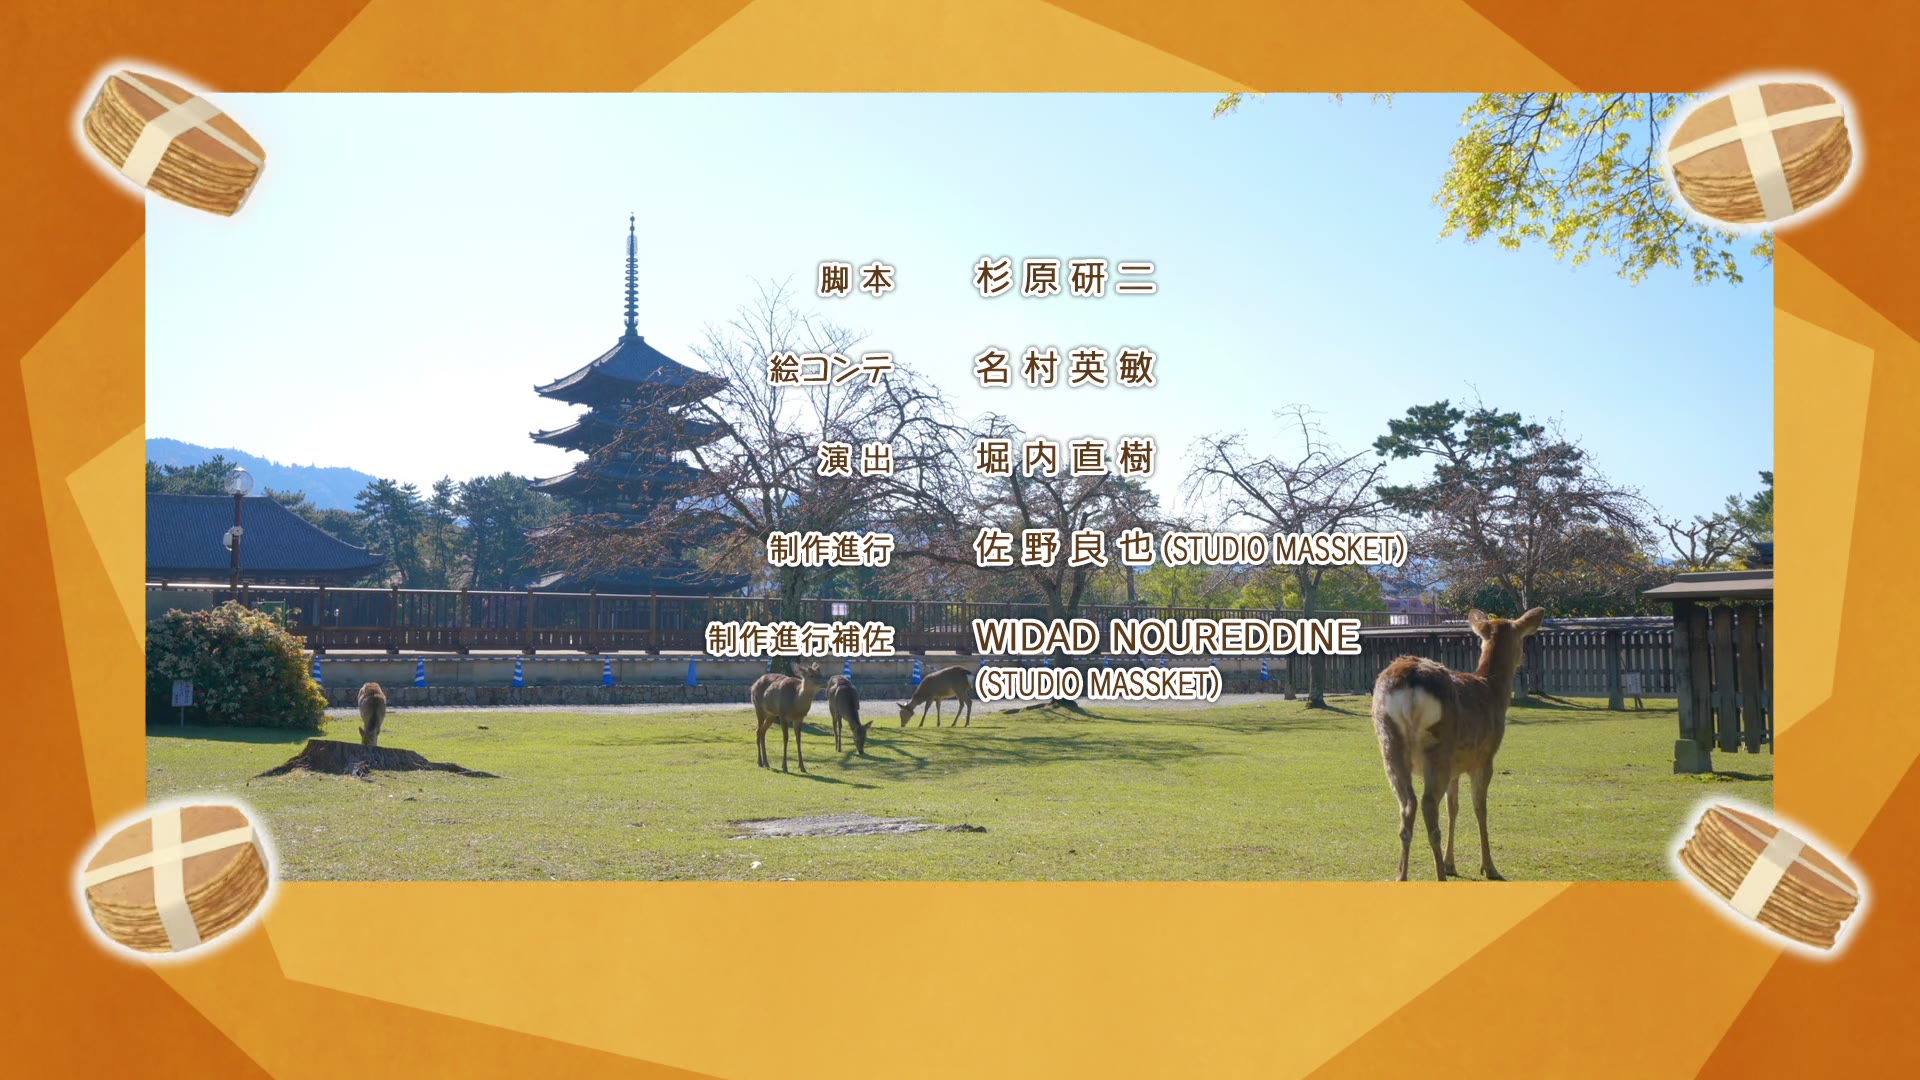 脚本 杉原研二
絵コンテ 名村英敏
演出 堀内直樹
制作進行 佐野良也(STUDIO MASSKET)
制作進行補佐 WIDAD NOUREDDINE
(STUDIO MASSKET)